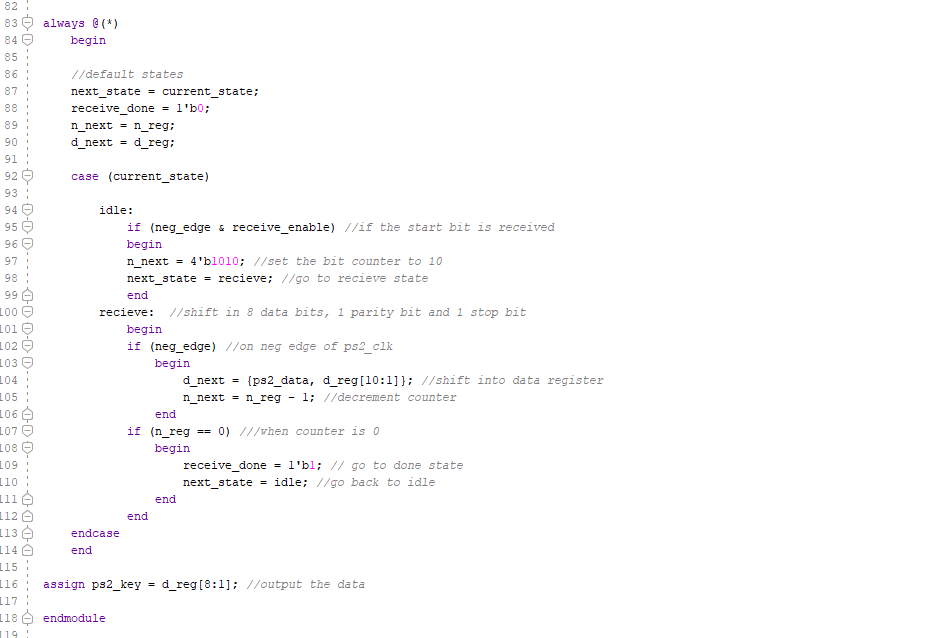 82
83 always @(*)
84 begin
85
86 //default states
87 next_state = current_state;
88 receive_done = 1'b0;
89 n_next = n_reg;
90 d_next = d_reg;
91
92 case (current_state)
93
94 idle:
95 if (neg_edge & receive_enable) //if the start bit is received
96 begin
97 n_next = 4'b1010; //set the bit counter to 10
98 next_state = recieve; //go to recieve state
99 end
100 recieve: //shift in 8 data bits, 1 parity bit and 1 stop bit
101 begin
102 if (neg_edge) //on neg edge of ps2_clk
103 begin
104 d_next = {ps2_data, d_reg[10:1]}; //shift into data register
105 n_next = n_reg - 1; //decrement counter
106 end
107 if (n_reg == 0) ///when counter is 0
108 begin
109 receive_done = 1'b1; // go to done state
110 next_state = idle; //go back to idle
111 end
112 end
113 endcase
114 end
115
116 assign ps2_key = d_reg[8:1]; //output the data
117
118 endmodule
119